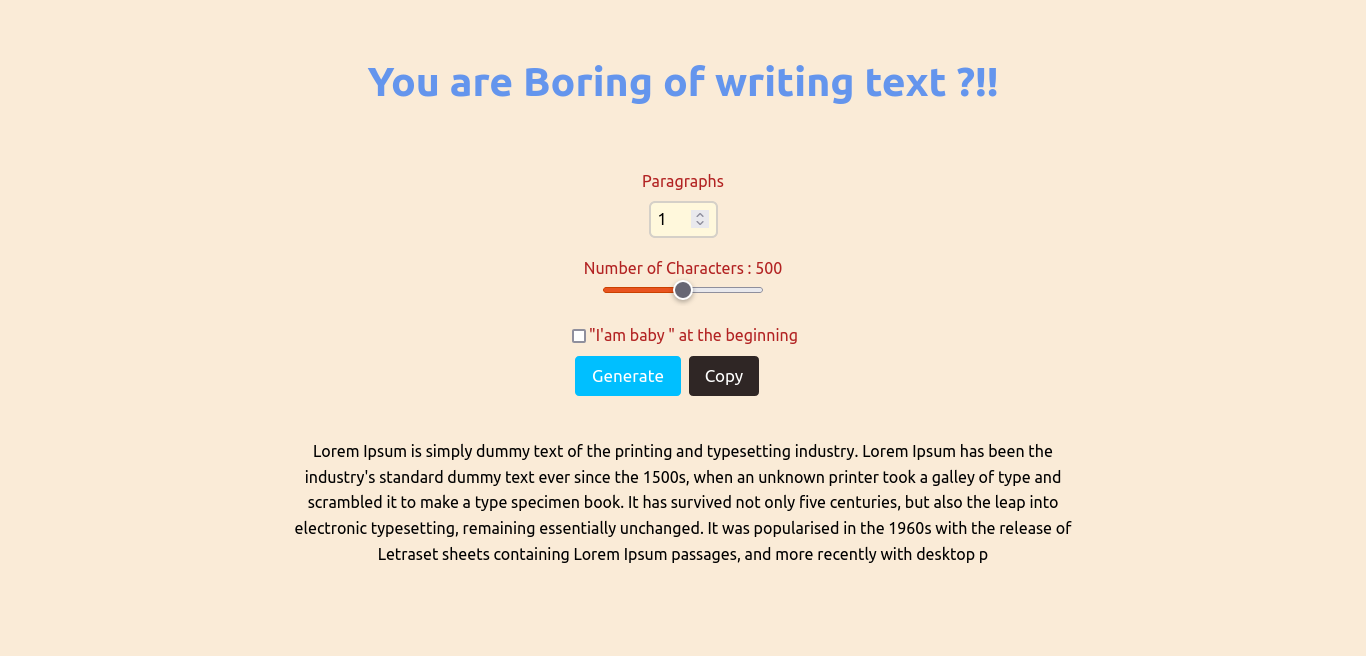 You are Boring of writing text ?!!
Paragraphs
1
Number of Characters : 500
"I'am baby " at the beginning
Generate Copy
Lorem Ipsum is simply dummy text of the printing and typesetting industry. Lorem Ipsum has been the
industry's standard dummy text ever since the 1500s, when an unknown printer took a galley of type and
scrambled it to make a type specimen book. It has survived not only five centuries, but also the leap into
electronic typesetting, remaining essentially unchanged. It was popularised in the 1960s with the release of
Letraset sheets containing Lorem Ipsum passages, and more recently with desktop p